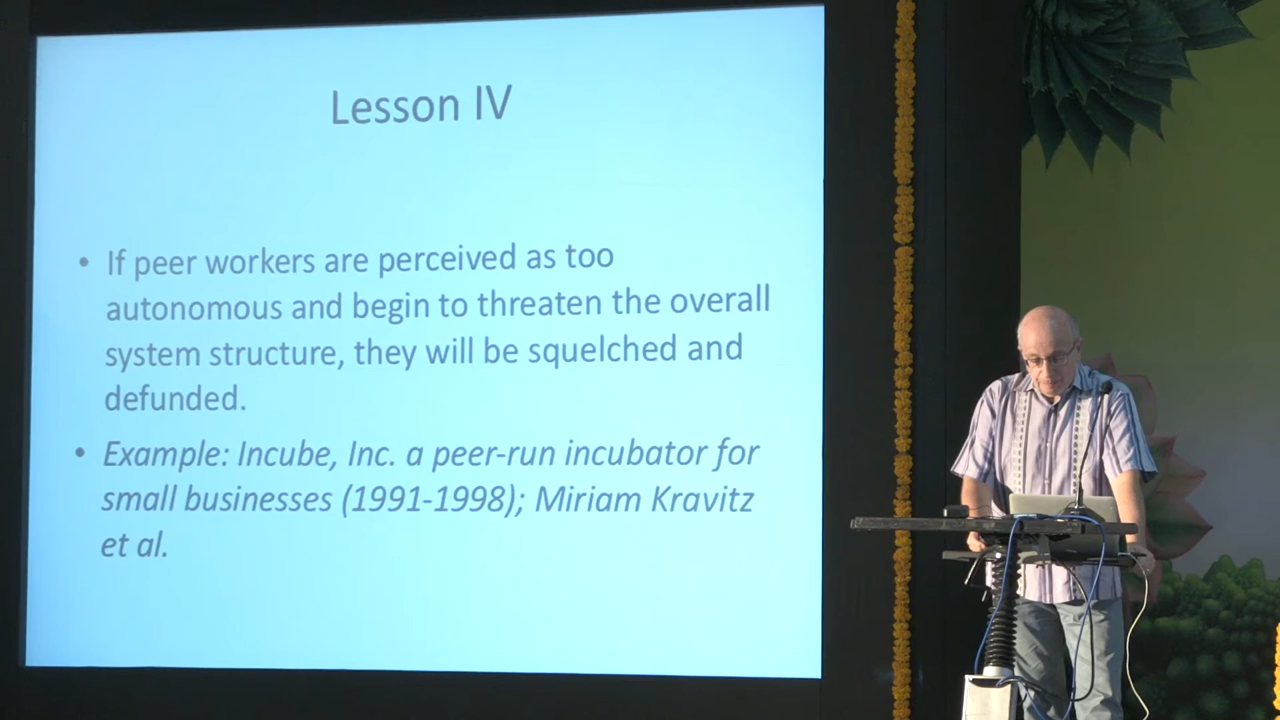 Lesson IV
• If peer workers are perceived as too
autonomous and begin to threaten the overall
system structure, they will be squelched and
defunded.
• Example: Incube, Inc. a peer-run incubator for
small businesses (1991-1998); Miriam Kravitz
et al.